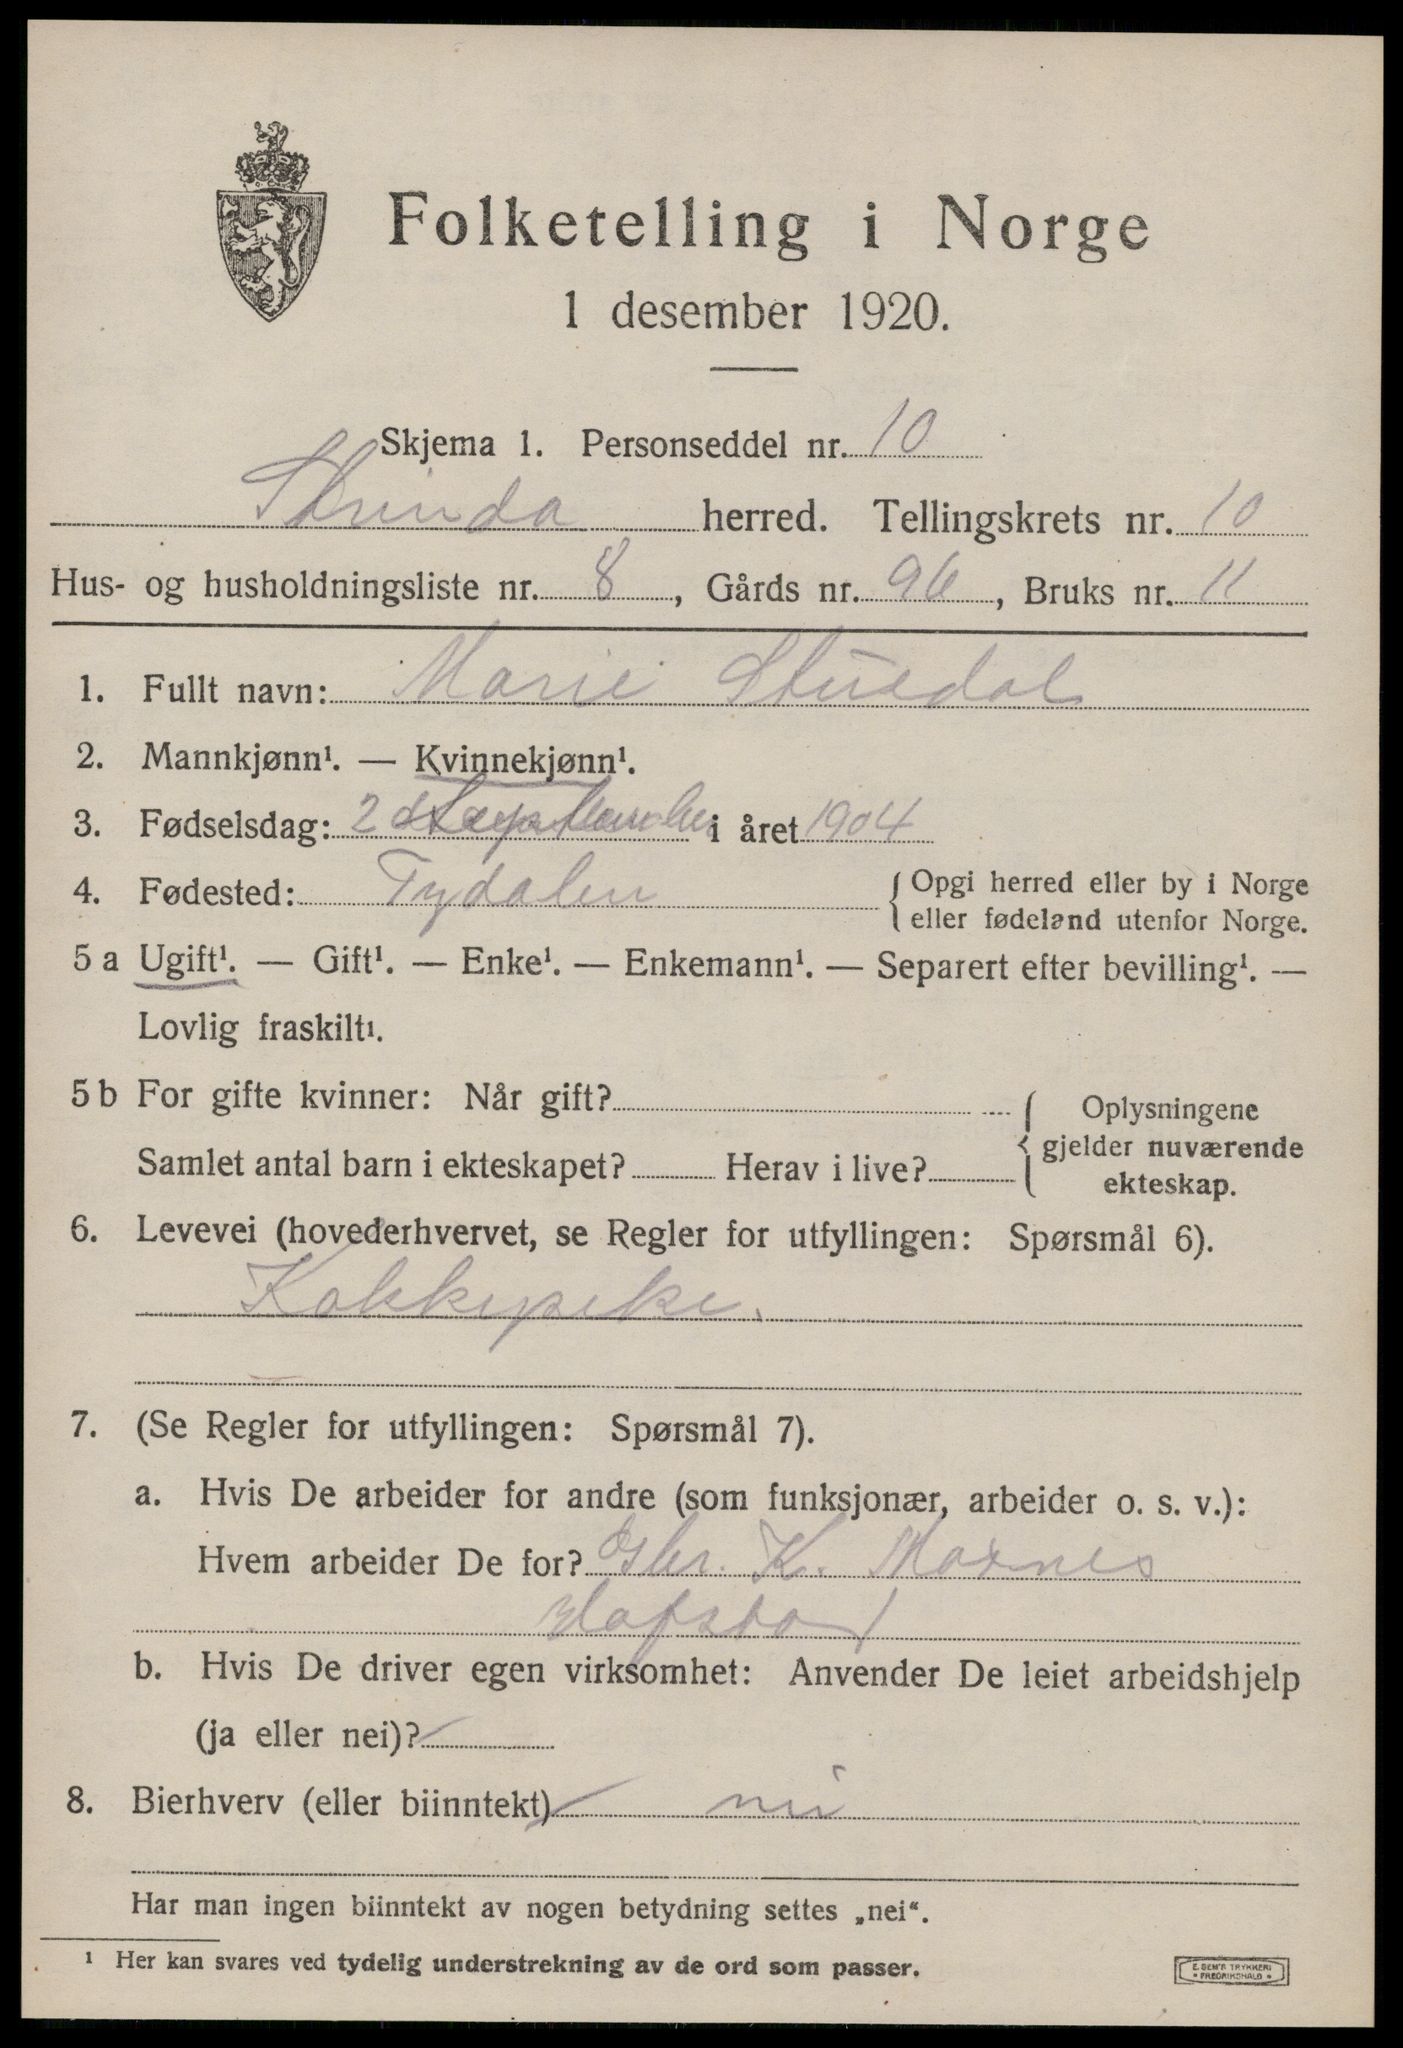 Folketelling i Norge
1 desember 1920.
Skjema 1. Personseddel nr. 10
Strinda herred. Tellingskrets nr. 10
Hus- og husholdningsliste nr. 8, Gårds nr. 96, Bruks nr. 11
1. Fullt navn: Marie Stuedal
2. Mannkjønn¹. — Kvinnekjønn¹.
3. Fødselsdag: 2 september i året 1904
4. Fødested: Tydalen { Opgi herred eller by i Norge
eller fødeland utenfor Norge.
5 a Ugift¹. — Gift¹. — Enke¹. — Enkemann¹. — Separert efter bevilling¹. —
Lovlig fraskilt¹.
5 b For gifte kvinner: Når gift? { Oplysningene
gjelder nuværende
Samlet antal barn i ekteskapet? Herav i live?
ekteskap.
6. Levevei (hovederhvervet, se Regler for utfyllingen: Spørsmål 6).
Kokkepike.
7. (Se Regler for utfyllingen: Spørsmål 7).
a. Hvis De arbeider for andre (som funksjonær, arbeider o. s. v.):
Hvem arbeider De for? K. Moxnes
b. Hvis De driver egen virksomhet: Anvender De leiet arbeidshjelp
(ja eller nei)?
8. Bierhverv (eller biinntekt) nei
Har man ingen biinntekt av nogen betydning settes „nei“.
¹ Her kan svares ved tydelig understrekning av de ord som passer.
E. SEM'S TRYKKERI
* FREDRIKSHALD *